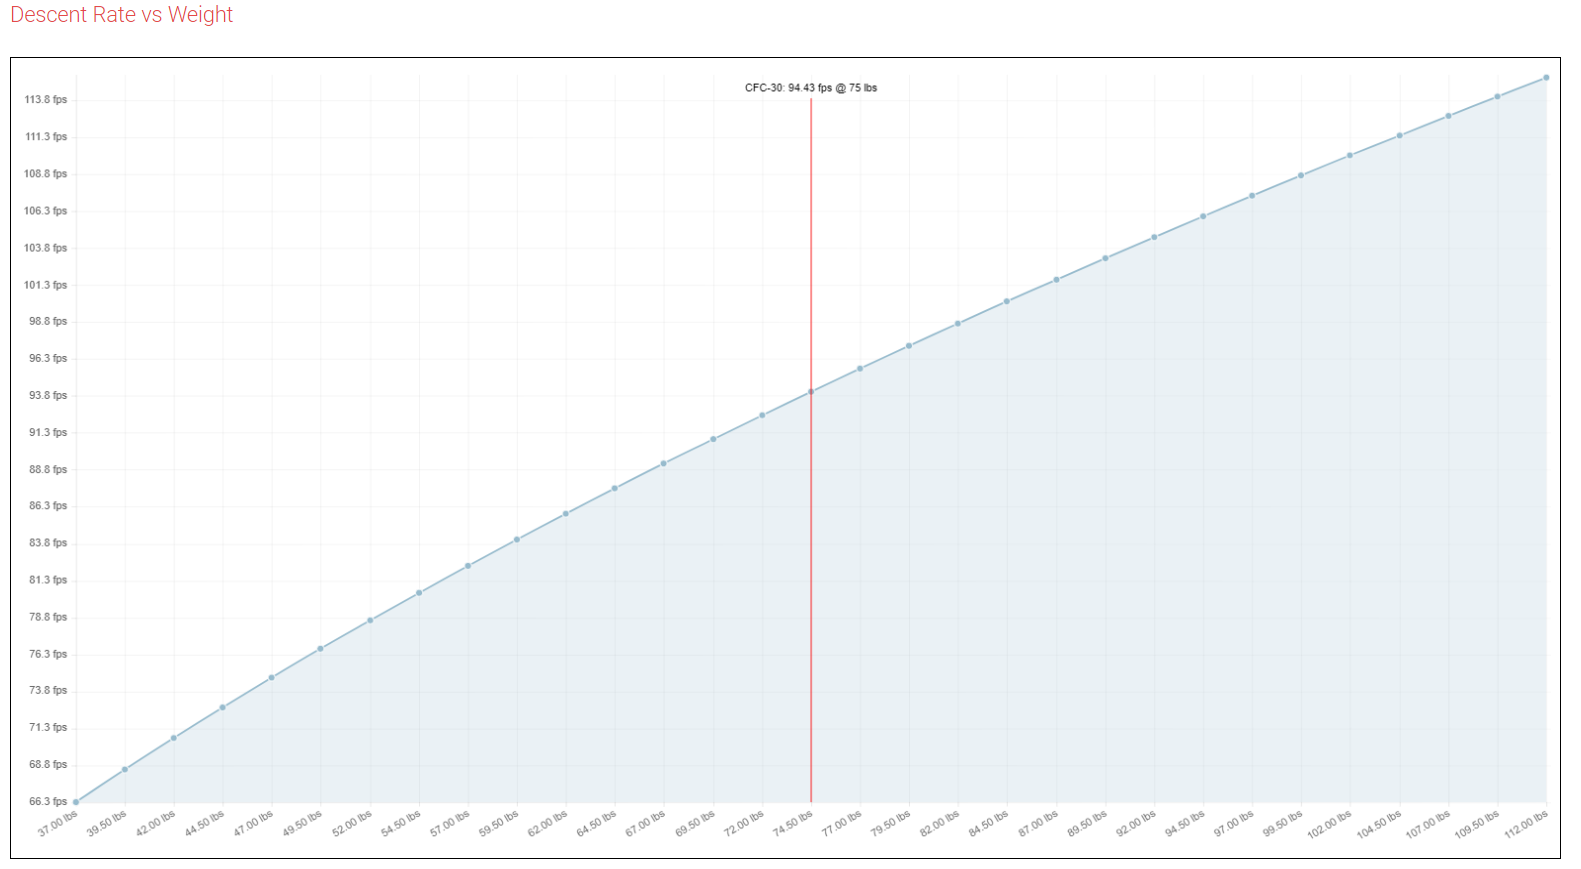 Descent Rate vs Weight
CFC-30: 94.43 fps @ 75 lbs
113.8 fps
111.3 fps
108.8 fps
106.3 fps
103.8 fps
101.3 fps
98.8 fps
96.3 fps
93.8 fps
91.3 fps
88.8 fps
86.3 fps
83.8 fps
81.3 fps
78.8 fps
76.3 fps
73.8 fps
71.3 fps
68.8 fps
66.3 fps
37.00 lbs
39.50 lbs
42.00 lbs
44.50 lbs
47.00 lbs
49.50 lbs
52.00 lbs
54.50 lbs
57.00 lbs
59.50 lbs
62.00 lbs
64.50 lbs
67.00 lbs
69.50 lbs
72.00 lbs
74.50 lbs
77.00 lbs
79.50 lbs
82.00 lbs
84.50 lbs
87.00 lbs
89.50 lbs
92.00 lbs
94.50 lbs
97.00 lbs
99.50 lbs
102.00 lbs
104.50 lbs
107.00 lbs
109.50 lbs
112.00 lbs